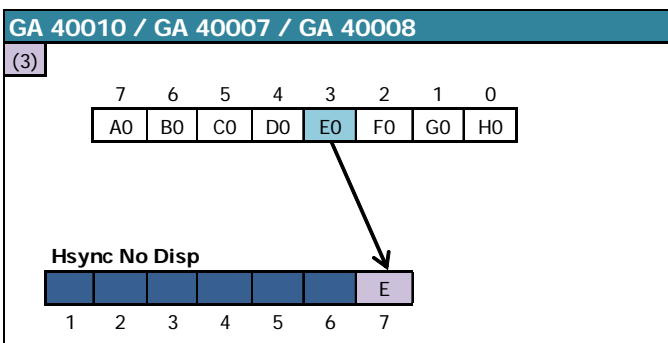 GA 40010 / GA 40007 / GA 40008
(3)
7 6 5 4 3 2 1 0
A0 B0 C0 D0 E0 F0 G0 H0
Hsync No Disp
E
1 2 3 4 5 6 7